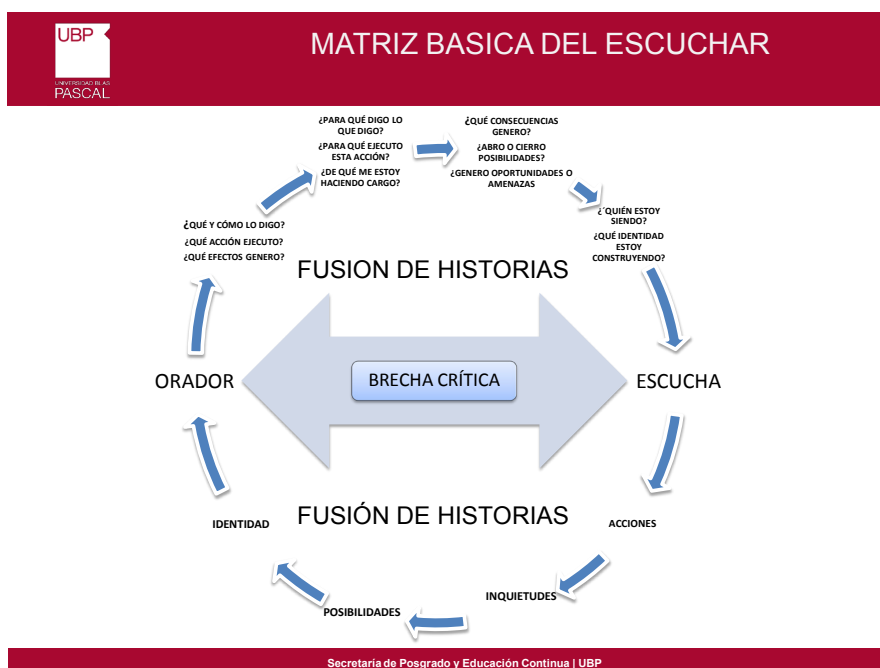 UBP
UNIVERSIDAD BLAS
PASCAL
MATRIZ BASICA DEL ESCUCHAR
¿PARA QUÉ DIGO LO
QUE DIGO?
¿PARA QUÉ EJECUTO
ESTA ACCIÓN?
¿DE QUÉ ME ESTOY
HACIENDO CARGO?
¿QUÉ CONSECUENCIAS
GENERO?
¿ABRO O CIERRO
POSIBILIDADES?
¿GENERO OPORTUNIDADES O
AMENAZAS
¿´QUIÉN ESTOY
SIENDO?
¿QUÉ IDENTIDAD
ESTOY
CONSTRUYENDO?
¿QUÉ Y CÓMO LO DIGO?
¿QUÉ ACCIÓN EJECUTO?
¿QUÉ EFECTOS GENERO?
FUSION DE HISTORIAS
ORADOR
BRECHA CRÍTICA
ESCUCHA
IDENTIDAD
FUSIÓN DE HISTORIAS
ACCIONES
INQUIETUDES
POSIBILIDADES
Secretaría de Posgrado y Educación Continua | UBP